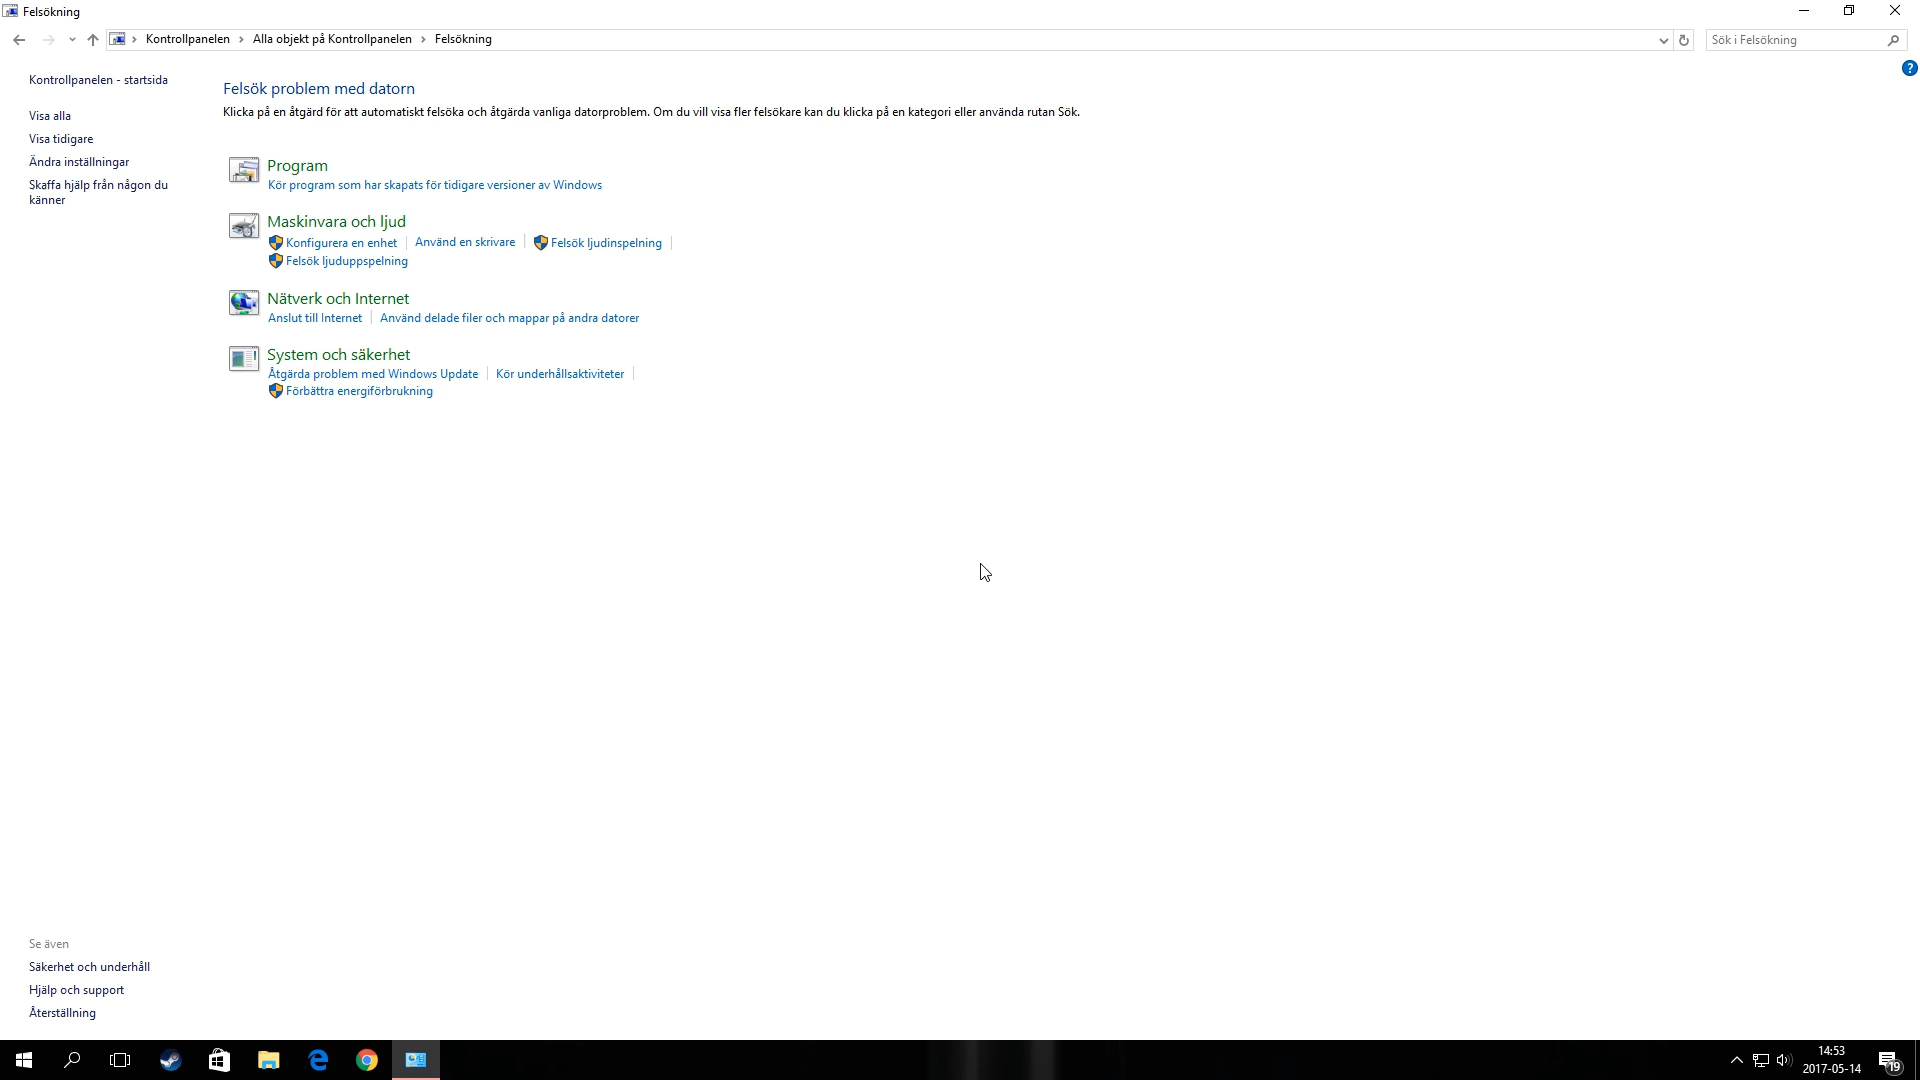 Felsökning
Kontrollpanelen Alla objekt på Kontrollpanelen Felsökning
Sök i Felsökning
Kontrollpanelen - startsida
Visa alla
Visa tidigare
Ändra inställningar
Skaffa hjälp från någon du
känner
Felsök problem med datorn
Klicka på en åtgärd för att automatiskt felsöka och åtgärda vanliga datorproblem. Om du vill visa fler felsökare kan du klicka på en kategori eller använda rutan Sök.
Program
Kör program som har skapats för tidigare versioner av Windows
Maskinvara och ljud
Konfigurera en enhet Använd en skrivare Felsök ljudinspelning
Felsök ljuduppspelning
Nätverk och Internet
Anslut till Internet Använd delade filer och mappar på andra datorer
System och säkerhet
Åtgärda problem med Windows Update Kör underhållsaktiviteter
Förbättra energiförbrukning
Se även
Säkerhet och underhåll
Hjälp och support
Återställning
14:53
2017-05-14
19